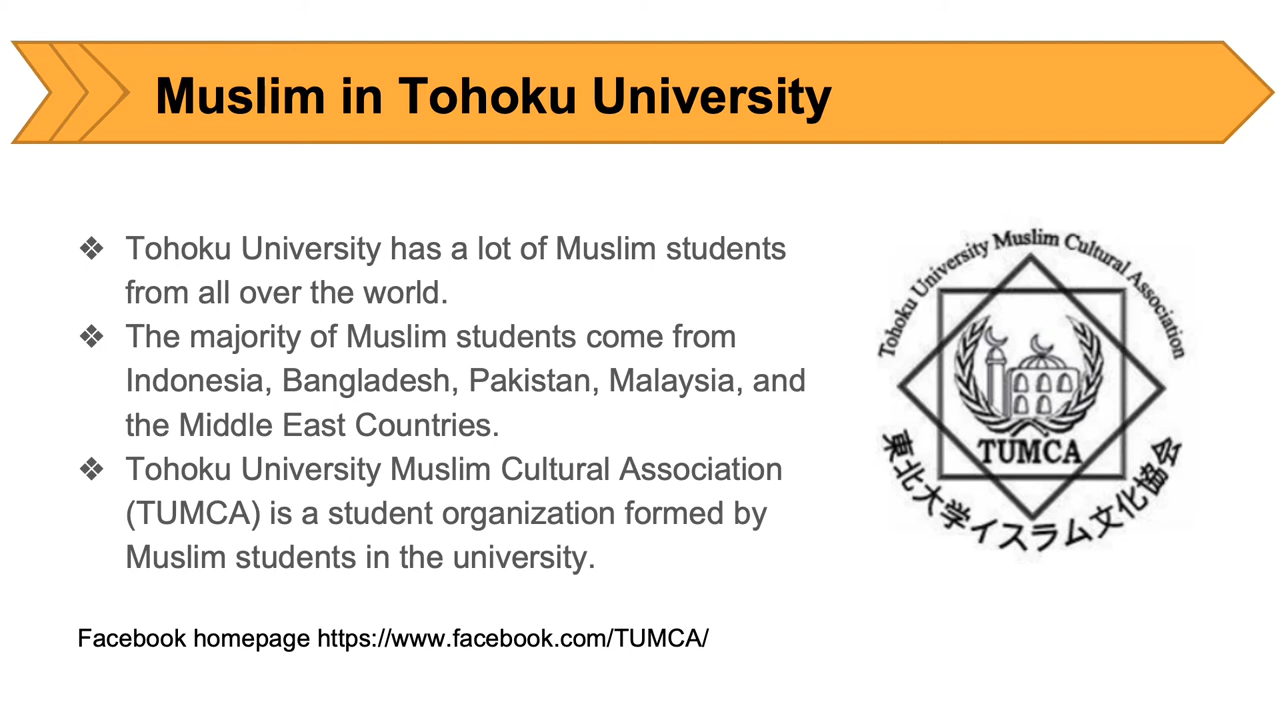 Muslim in Tohoku University
❖ Tohoku University has a lot of Muslim students
from all over the world.
❖ The majority of Muslim students come from
Indonesia, Bangladesh, Pakistan, Malaysia, and
the Middle East Countries.
❖ Tohoku University Muslim Cultural Association
(TUMCA) is a student organization formed by
Muslim students in the university.
Facebook homepage https://www.facebook.com/TUMCA/
Tohoku University Muslim Cultural Association
TUMCA
東北大学イスラム文化協会